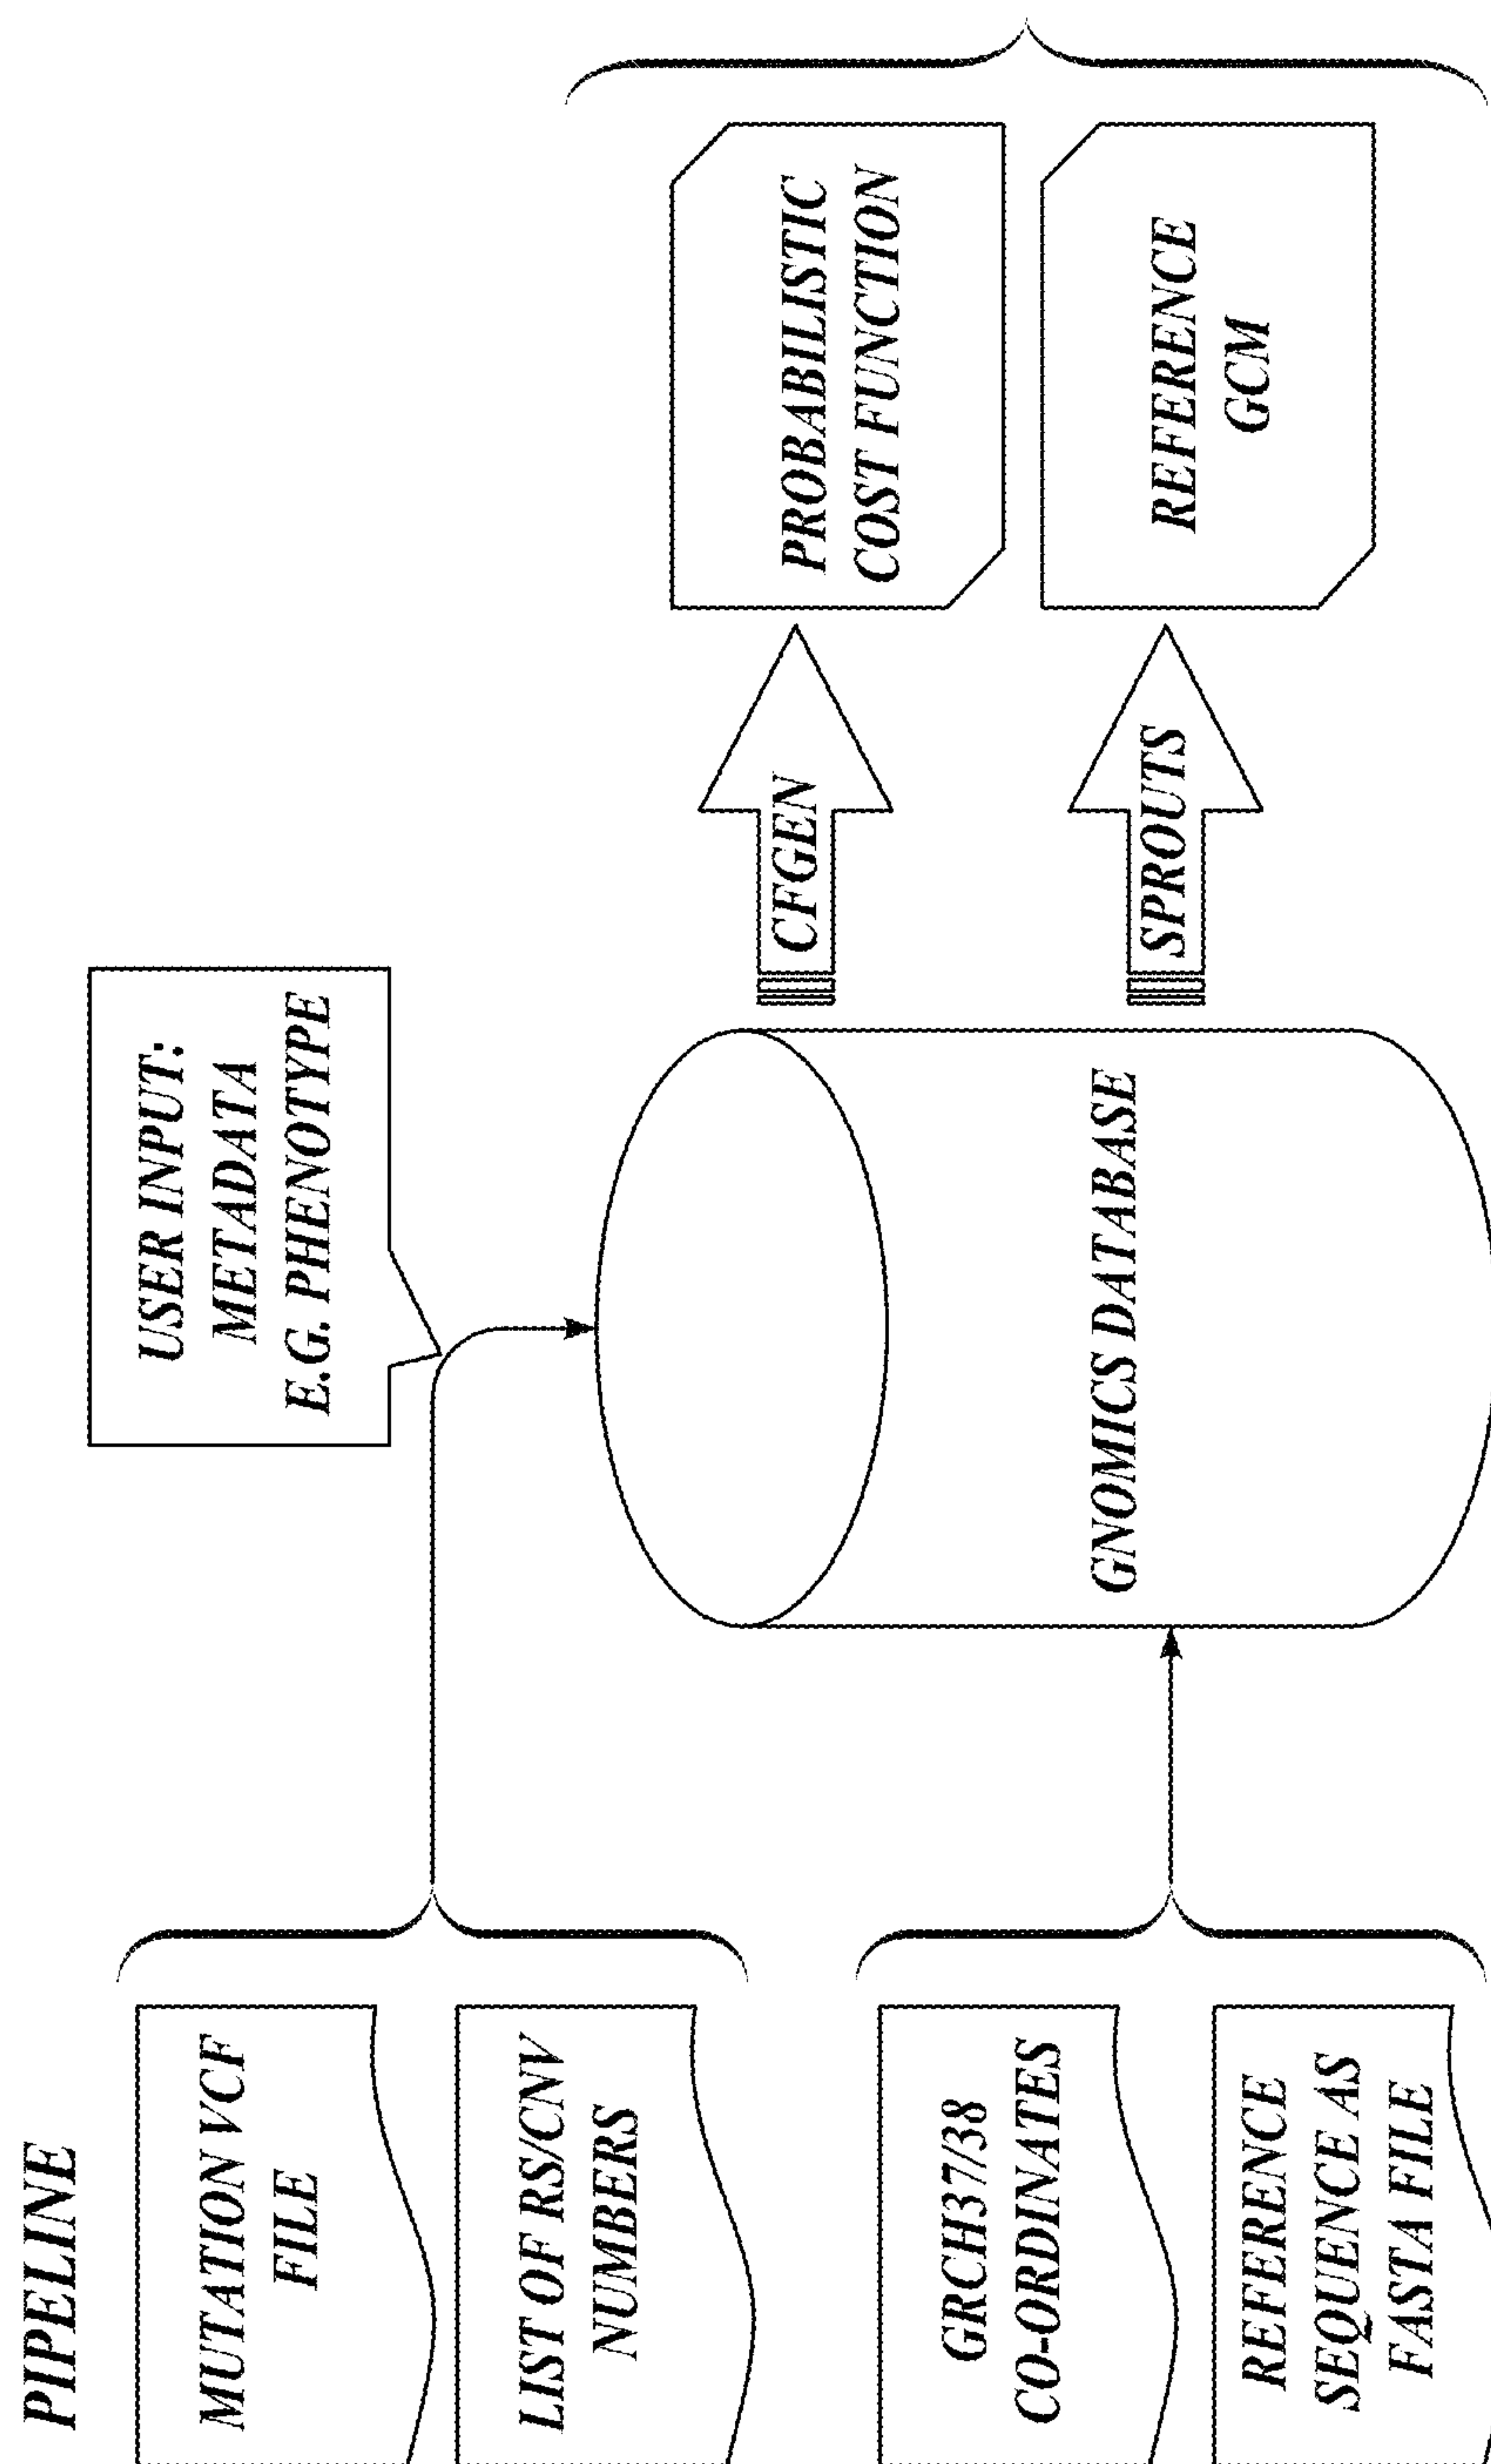 PIPELINE
MUTATION VCF
FILE
LIST OF RS/CNV
NUMBERS
GRCH37/38
CO-ORDINATES
REFERENCE
SEQUENCE AS
FASTA FILE
USER INPUT:
METADATA
E.G. PHENOTYPE
GNOMICS DATABASE
CFGEN
SPROUTS
PROBABILISTIC
COST FUNCTION
REFERENCE
GCM